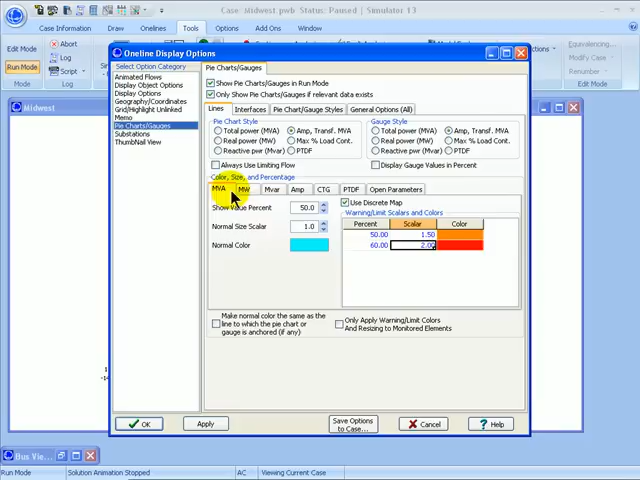 Case: Midwest.pwb Status: Paused | Simulator 13
Case Information
Draw
Onelines
Tools
Options
Add Ons
Window
Edit Mode
Run Mode
Mode
Abort
Log
Script
Log
Equivalencing...
Modify Case
Renumber
Edit Modes
Midwest
Oneline Display Options
Select Option Category
Animated Flows
Display Object Options
Display Options
Geography/Coordinates
Grid/Highlight Unlinked
Memo
Pie Charts/Gauges
Substations
ThumbNail View
Pie Charts/Gauges
Show Pie Charts/Gauges in Run Mode
Only Show Pie Charts/Gauges if relevant data exists
Lines
Interfaces
Pie Chart/Gauge Styles
General Options (All)
Pie Chart Style
Total power (MVA)
Real power (MW)
Reactive pwr (Mvar)
Amp, Transf. MVA
Max % Load Cont.
PTDF
Gauge Style
Total power (MVA)
Real power (MW)
Reactive pwr (Mvar)
Amp, Transf. MVA
Max % Load Cont.
PTDF
Always Use Limiting Flow
Display Gauge Values in Percent
Color, Size, and Percentage
MVA
MW
Mvar
Amp
CTG
PTDF
Open Parameters
Show Value Percent 50.0
Normal Size Scalar 1.0
Normal Color
Use Discrete Map
Warning/Limit Scalars and Colors
Percent Scalar Color
50.00 1.50
60.00 2.00
Make normal color the same as the
line to which the pie chart or
gauge is anchored (if any)
Only Apply Warning/Limit Colors
And Resizing to Monitored Elements
OK
Apply
Save Options
to Case...
Cancel
Help
Bus View...
Run Mode
Solution Animation Stopped
AC
Viewing Current Case